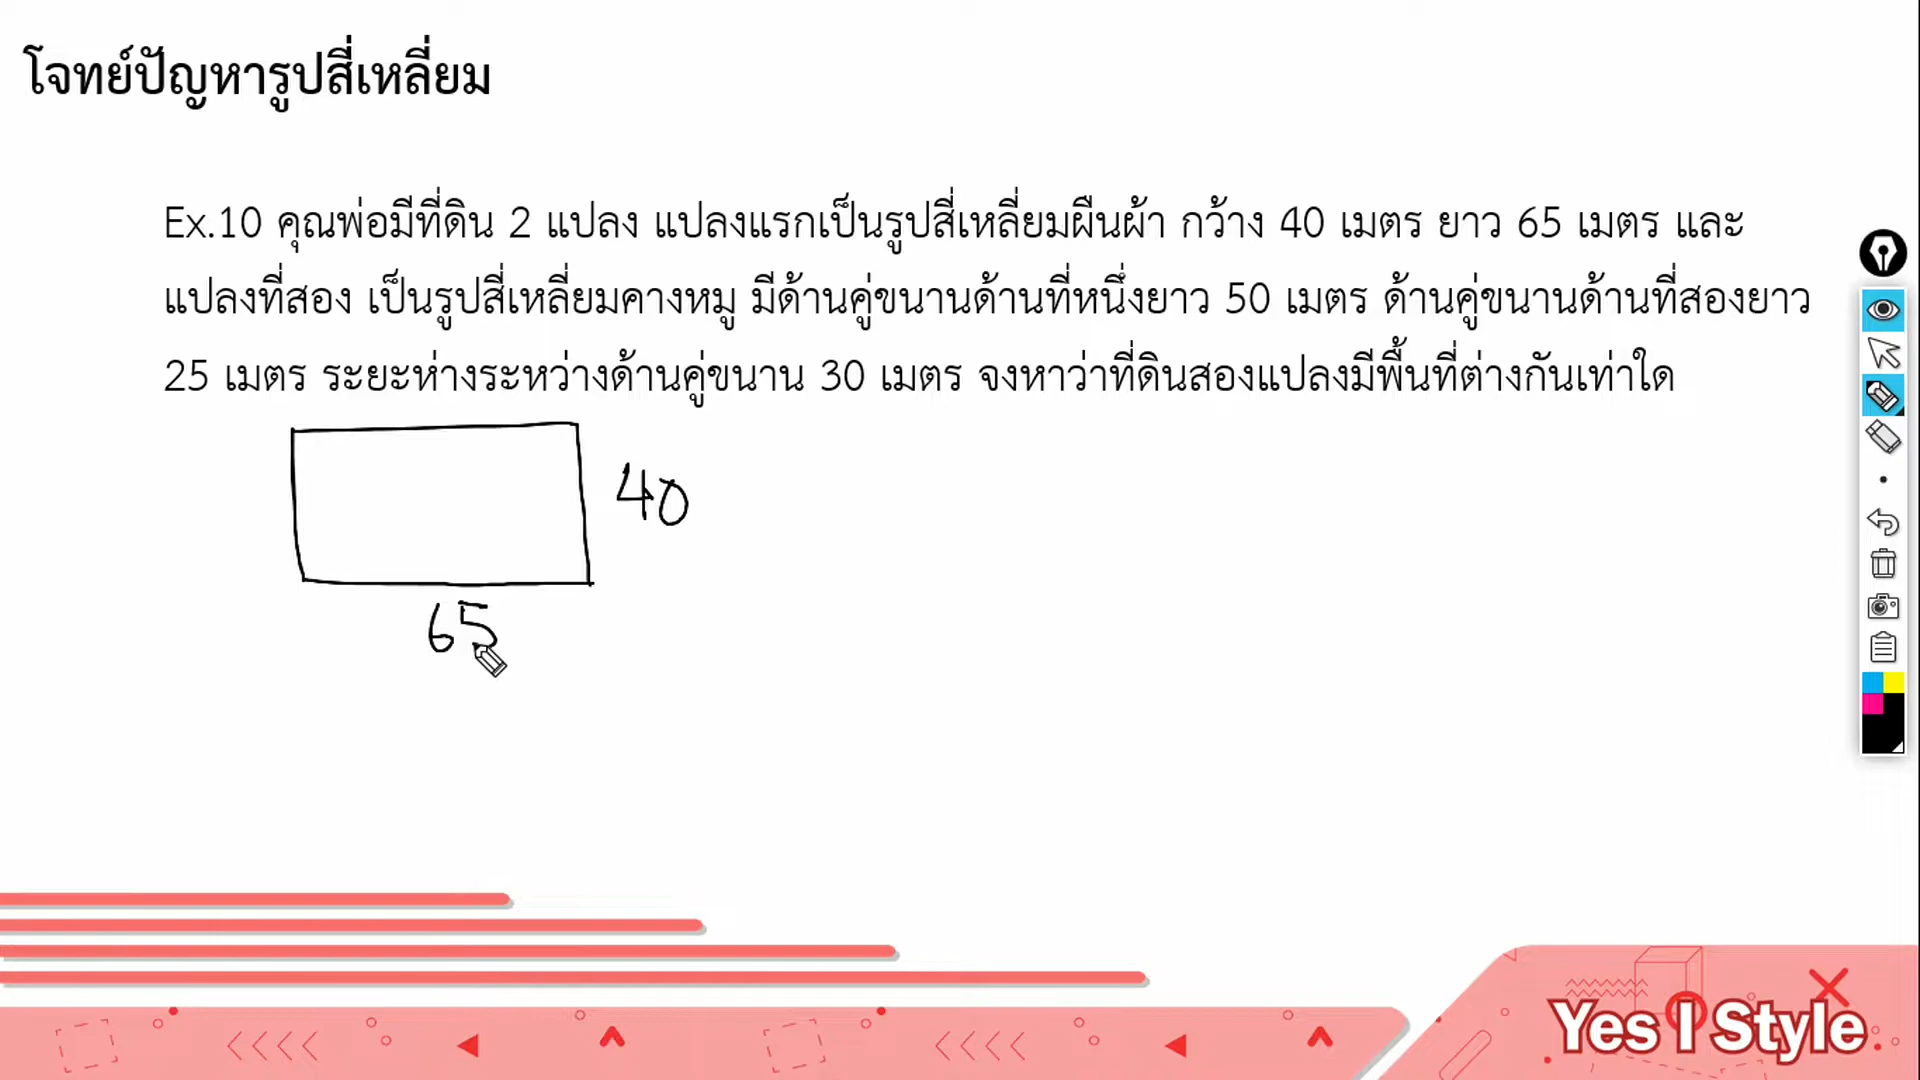 โจทย์ปัญหารูปสี่เหลี่ยม
Ex.10 คุณพ่อมีที่ดิน 2 แปลง แปลงแรกเป็นรูปสี่เหลี่ยมผืนผ้า กว้าง 40 เมตร ยาว 65 เมตร และ
แปลงที่สอง เป็นรูปสี่เหลี่ยมคางหมู มีด้านคู่ขนานด้านที่หนึ่งยาว 50 เมตร ด้านคู่ขนานด้านที่สองยาว
25 เมตร ระยะห่างระหว่างด้านคู่ขนาน 30 เมตร จงหาว่าที่ดินสองแปลงมีพื้นที่ต่างกันเท่าใด
40
65
Yes I Style